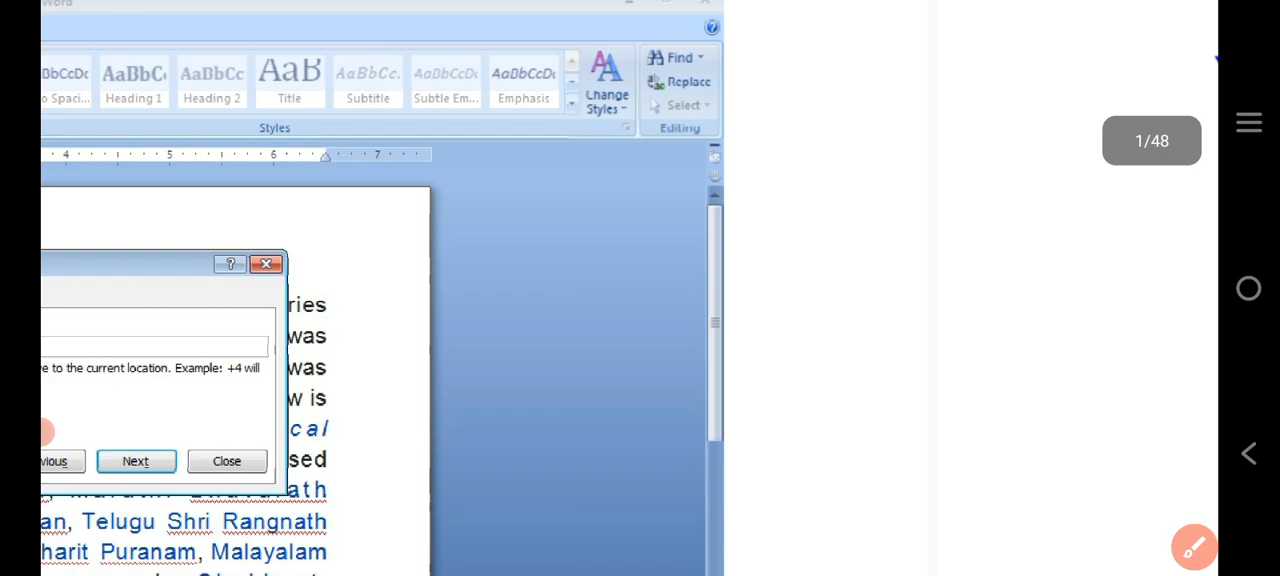 Word
Find
bCcDc AaBbC AaBbCc AaB AaBbCc. AaBbCcDc AaBbCcDc
Replace
o Spaci... Heading 1 Heading 2 Title Subtitle Subtle Em... Emphasis
Change
Styles
Select
Styles
Editing
1/48
4 5 6 7
ries
was
e to the current location. Example: +4 will
was
w is
cal
vious Next Close
sed
ath
an, Telugu Shri Rangnath
harit Puranam, Malayalam